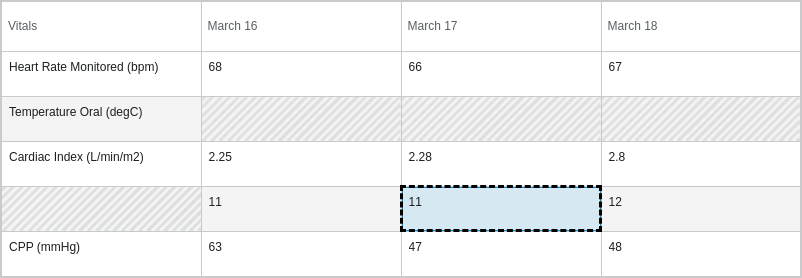 Vitals March 16 March 17 March 18
Heart Rate Monitored (bpm) 68 66 67
Temperature Oral (degC)
Cardiac Index (L/min/m2) 2.25 2.28 2.8
11 11 12
CPP (mmHg) 63 47 48